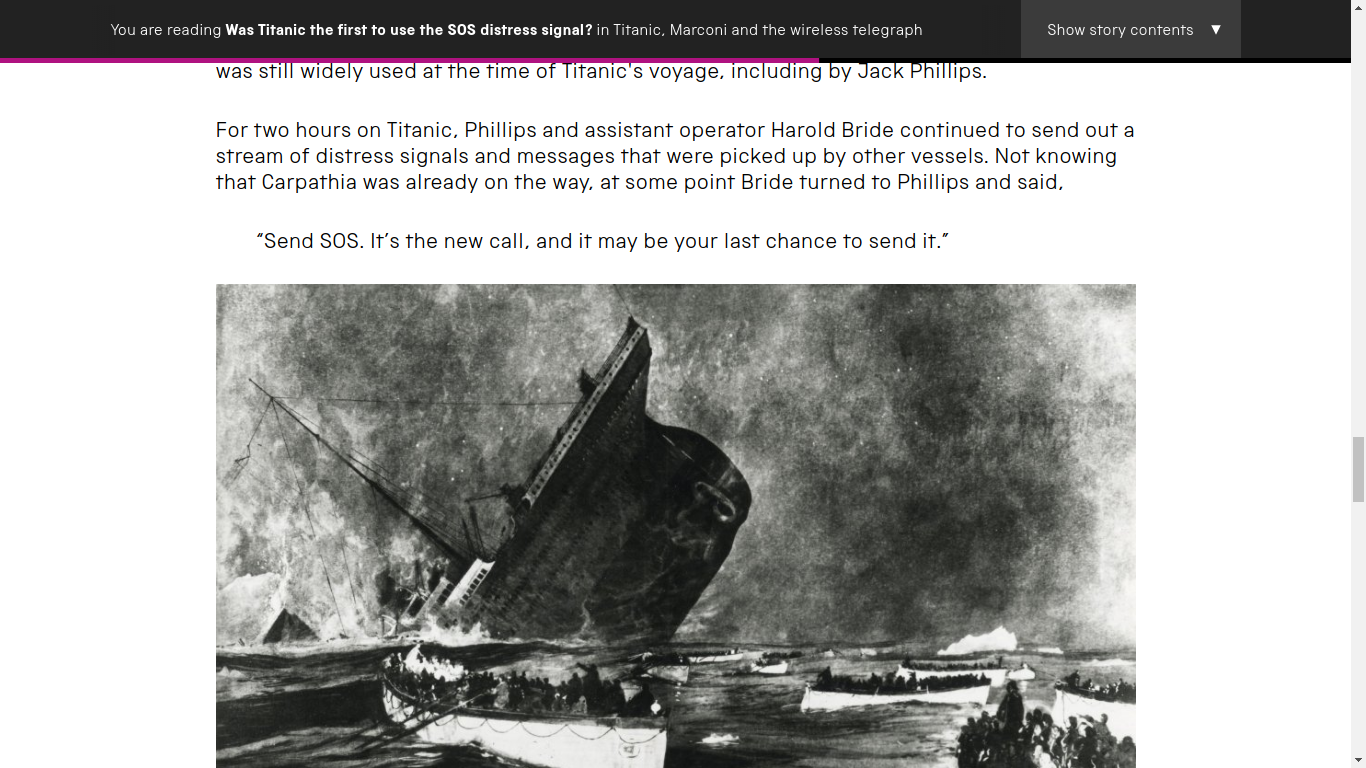 You are reading Was Titanic the first to use the SOS distress signal? in Titanic, Marconi and the wireless telegraph
Show story contents ▼
was still widely used at the time of Titanic's voyage, including by Jack Phillips.
For two hours on Titanic, Phillips and assistant operator Harold Bride continued to send out a
stream of distress signals and messages that were picked up by other vessels. Not knowing
that Carpathia was already on the way, at some point Bride turned to Phillips and said,
“Send SOS. It’s the new call, and it may be your last chance to send it.”